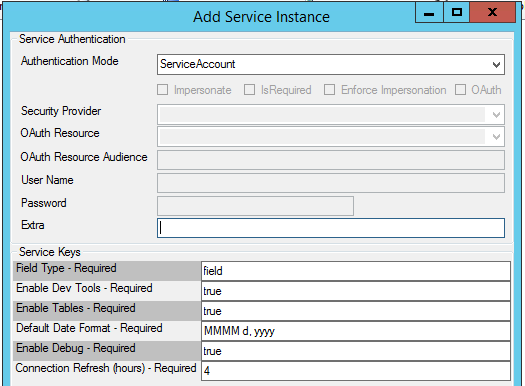 Add Service Instance
Service Authentication
Authentication Mode ServiceAccount
Impersonate IsRequired Enforce Impersonation OAuth
Security Provider
OAuth Resource
OAuth Resource Audience
User Name
Password
Extra
Service Keys
Field Type - Required field
Enable Dev Tools - Required true
Enable Tables - Required true
Default Date Format - Required MMMM d, yyyy
Enable Debug - Required true
Connection Refresh (hours) - Required 4